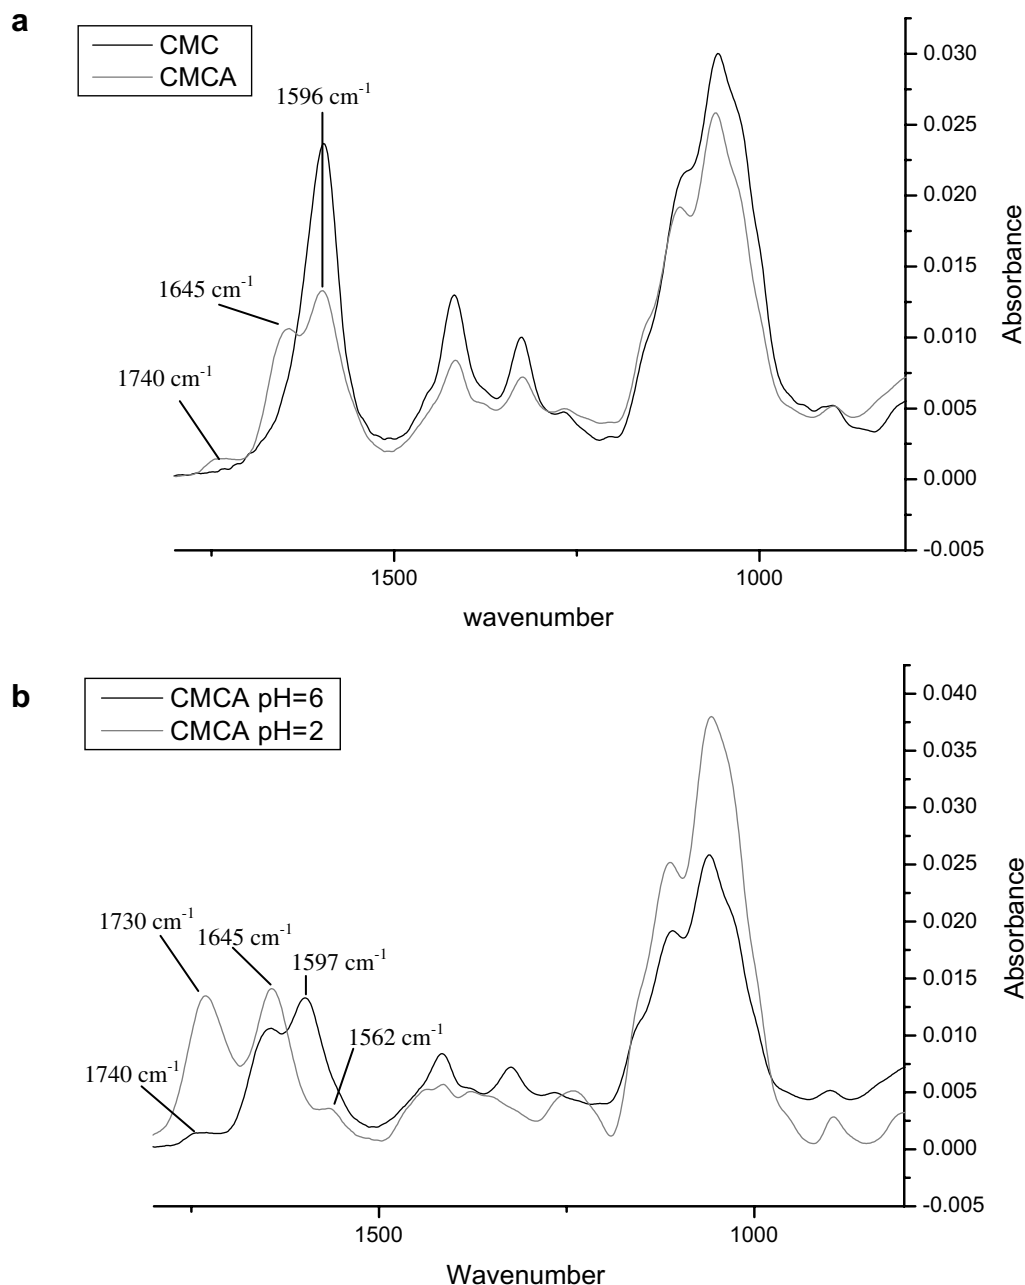 a
CMC
CMCA
1596 cm-1
1645 cm-1
1740 cm-1
0.030
0.025
0.020
0.015
0.010
0.005
0.000
-0.005
Absorbance
1500
1000
wavenumber
b
CMCA pH=6
CMCA pH=2
1730 cm-1
1645 cm-1
1597 cm-1
1562 cm-1
1740 cm-1
0.040
0.035
0.030
0.025
0.020
0.015
0.010
0.005
0.000
-0.005
Absorbance
1500
1000
Wavenumber